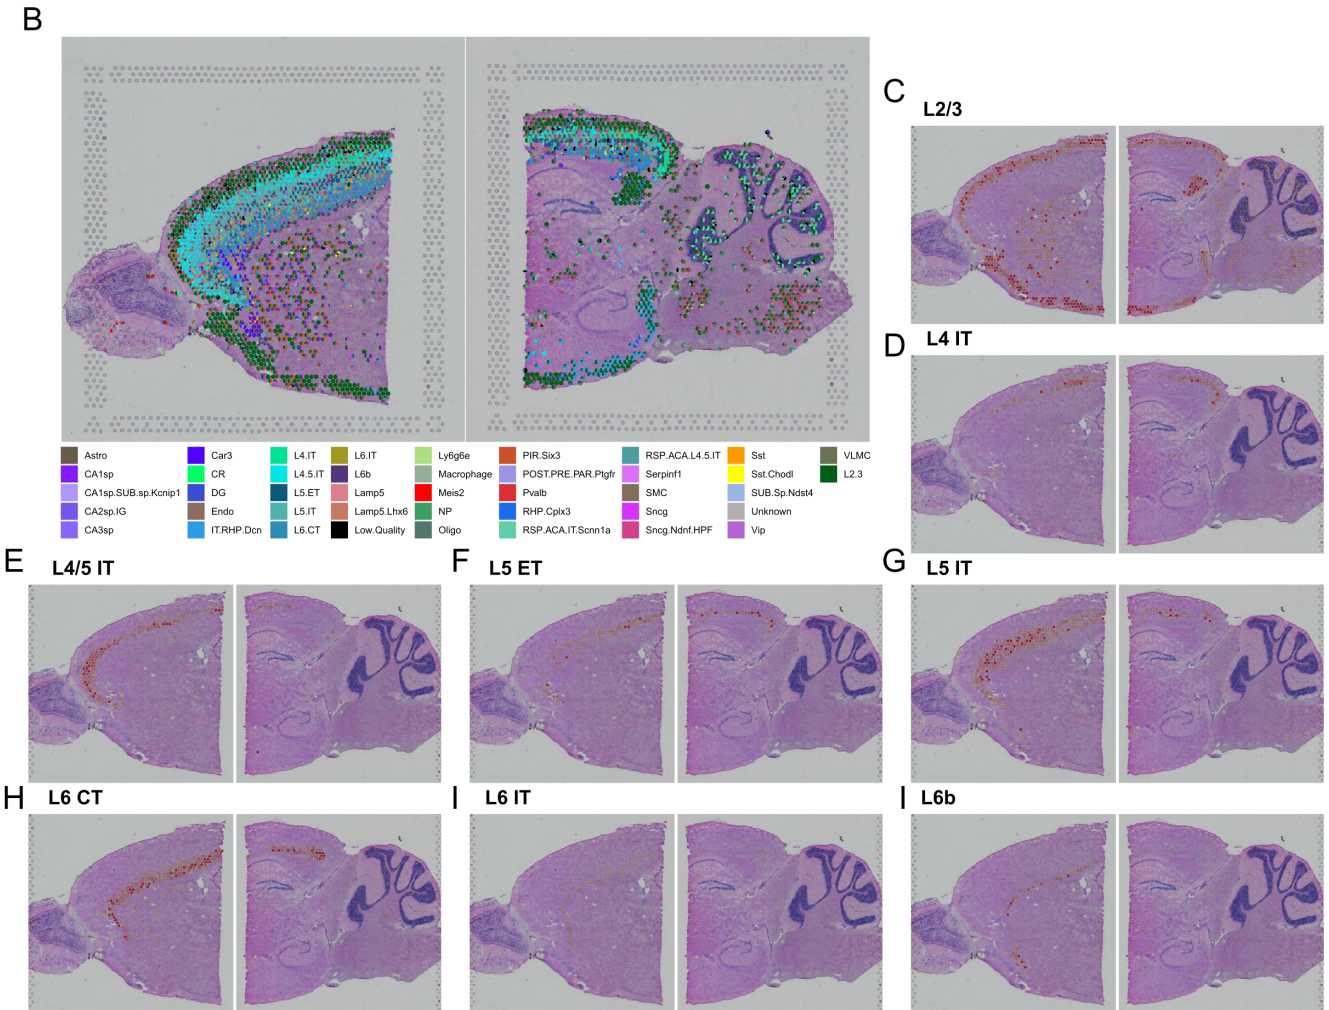 B
C
L2/3
D
L4 IT
Astro
CA1sp
CA1sp.SUB.sp.Kcnip1
CA2sp.IG
CA3sp
Car3
CR
DG
Endo
IT.RHP.Dcn
L4.IT
L4.5.IT
L5.ET
L5.IT
L6.CT
L6.IT
L6b
Lamp5
Lamp5.Lhx6
Low.Quality
Ly6g6e
Macrophage
Meis2
NP
Oligo
PIR.Six3
POST.PRE.PAR.Ptgfr
Pvalb
RHP.Cplx3
RSP.ACA.IT.Scnn1a
RSP.ACA.L4.5.IT
Serpinf1
SMC
Sncg
Sncg.Ndnf.HPF
Sst
Sst.Chodl
SUB.Sp.Ndst4
Unknown
Vip
VLMC
L2.3
E
L4/5 IT
F
L5 ET
G
L5 IT
H
L6 CT
I
L6 IT
I
L6b